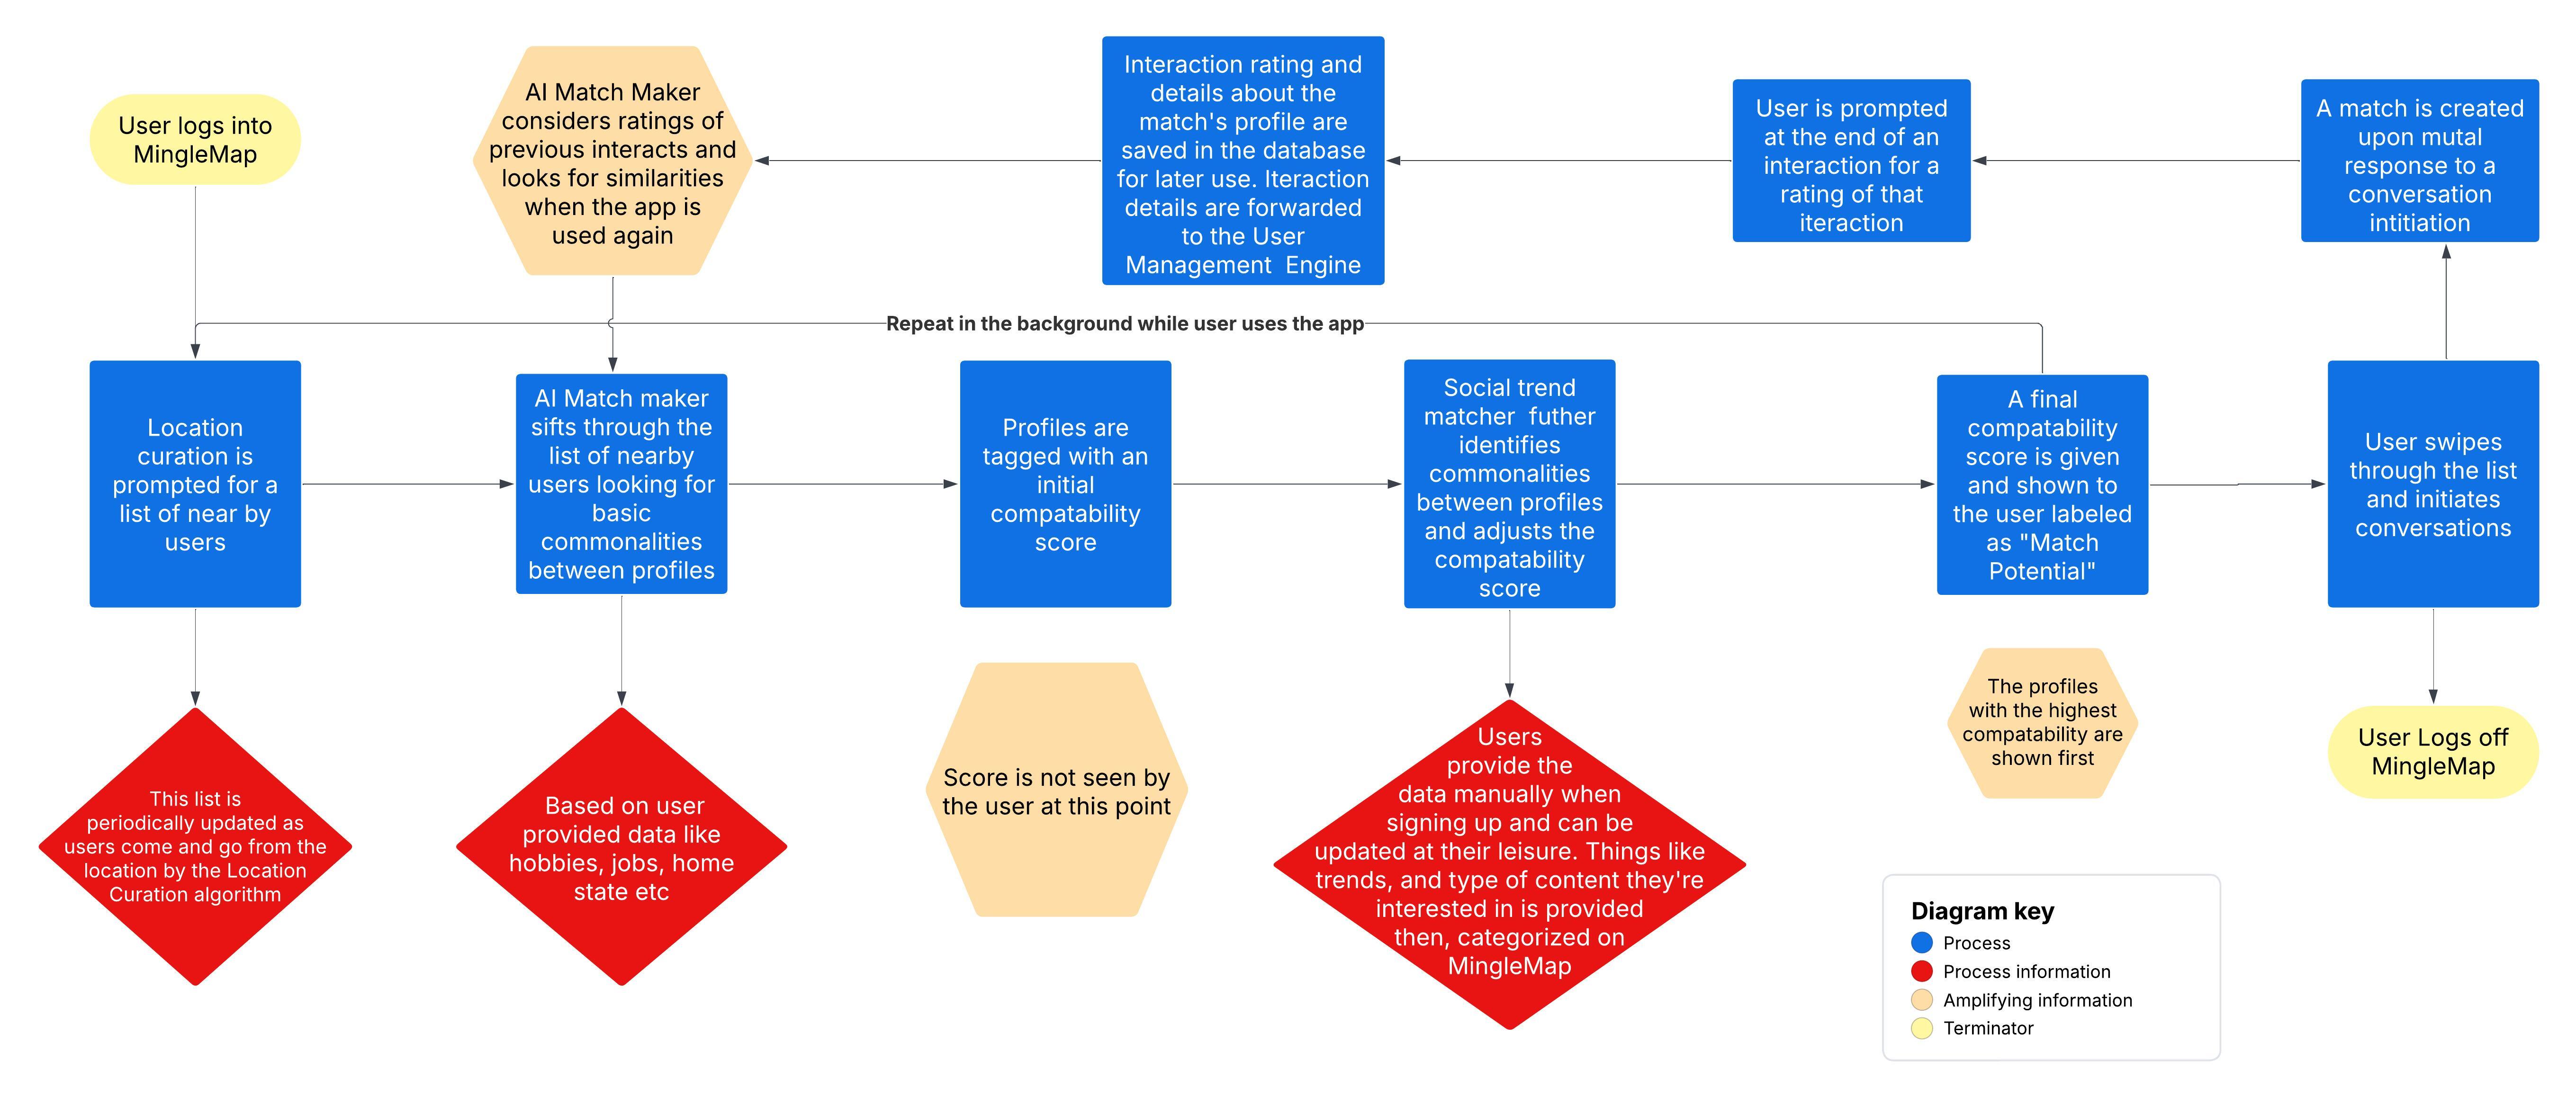 User logs into
MingleMap
AI Match Maker
considers ratings of
previous interacts and
looks for similarities
when the app is
used again
Interaction rating and
details about the
match's profile are
saved in the database
for later use. Iteraction
details are forwarded
to the User
Management  Engine
User is prompted
at the end of an
interaction for a
rating of that
iteraction
A match is created
upon mutal
response to a
conversation
intitiation
Repeat in the background while user uses the app
Location
curation is
prompted for a
list of near by
users
AI Match maker
sifts through the
list of nearby
users looking for
basic
commonalities
between profiles
Profiles are
tagged with an
initial
compatability
score
Social trend
matcher  futher
identifies
commonalities
between profiles
and adjusts the
compatability
score
A final
compatability
score is given
and shown to
the user labeled
as "Match
Potential"
User swipes
through the list
and initiates
conversations
This list is
periodically updated as
users come and go from the
location by the Location
Curation algorithm
Based on user
provided data like
hobbies, jobs, home
state etc
Score is not seen by
the user at this point
Users
provide the
data manually when
signing up and can be
updated at their leisure. Things like
trends, and type of content they're
interested in is provided
then, categorized on
MingleMap
The profiles
with the highest
compatability are
shown first
User Logs off
MingleMap
Diagram key
Process
Process information
Amplifying information
Terminator